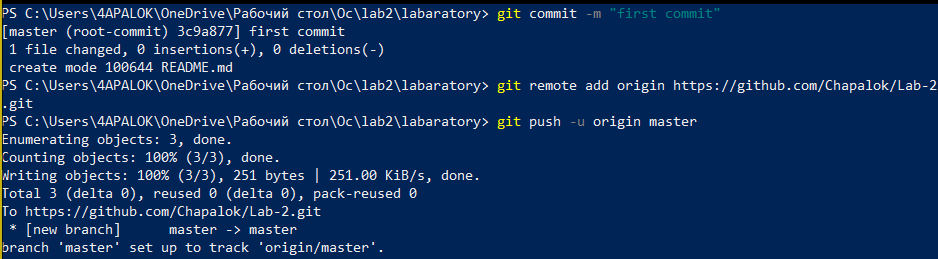 PS C:\Users\4APALOK\OneDrive\Рабочий стол\Ос\lab2\labaratory> git commit -m "first commit"
[master (root-commit) 3c9a877] first commit
 1 file changed, 0 insertions(+), 0 deletions(-)
 create mode 100644 README.md
PS C:\Users\4APALOK\OneDrive\Рабочий стол\Ос\lab2\labaratory> git remote add origin https://github.com/Chapalok/Lab-2
.git
PS C:\Users\4APALOK\OneDrive\Рабочий стол\Ос\lab2\labaratory> git push -u origin master
Enumerating objects: 3, done.
Counting objects: 100% (3/3), done.
Writing objects: 100% (3/3), 251 bytes | 251.00 KiB/s, done.
Total 3 (delta 0), reused 0 (delta 0), pack-reused 0
To https://github.com/Chapalok/Lab-2.git
 * [new branch]      master -> master
branch 'master' set up to track 'origin/master'.